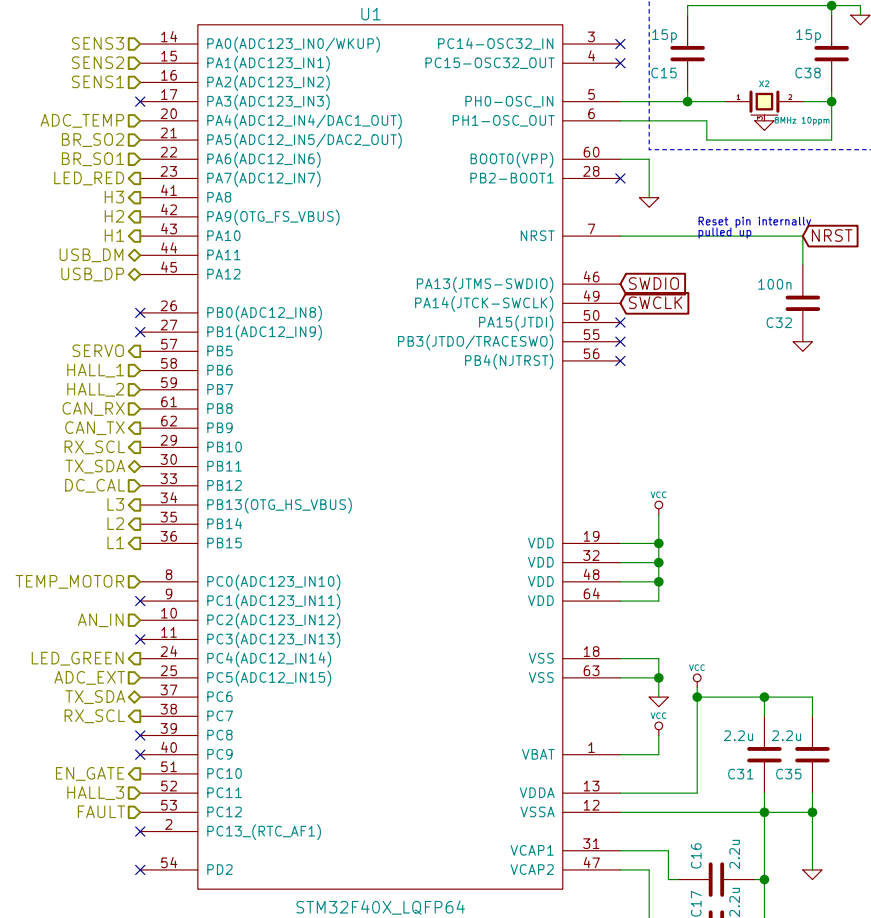 U1
SENS3 14 PA0(ADC123_IN0/WKUP)
SENS2 15 PA1(ADC123_IN1)
SENS1 16 PA2(ADC123_IN2)
17 PA3(ADC123_IN3)
ADC_TEMP 20 PA4(ADC12_IN4/DAC1_OUT)
BR_SO2 21 PA5(ADC12_IN5/DAC2_OUT)
BR_SO1 22 PA6(ADC12_IN6)
LED_RED 23 PA7(ADC12_IN7)
H3 41 PA8
H2 42 PA9(OTG_FS_VBUS)
H1 43 PA10
USB_DM 44 PA11
USB_DP 45 PA12
26 PB0(ADC12_IN8)
27 PB1(ADC12_IN9)
SERVO 57 PB5
HALL_1 58 PB6
HALL_2 59 PB7
CAN_RX 61 PB8
CAN_TX 62 PB9
RX_SCL 29 PB10
TX_SDA 30 PB11
DC_CAL 33 PB12
L3 34 PB13(OTG_HS_VBUS)
L2 35 PB14
L1 36 PB15
TEMP_MOTOR 8 PC0(ADC123_IN10)
9 PC1(ADC123_IN11)
AN_IN 10 PC2(ADC123_IN12)
11 PC3(ADC123_IN13)
LED_GREEN 24 PC4(ADC12_IN14)
ADC_EXT 25 PC5(ADC12_IN15)
TX_SDA 37 PC6
RX_SCL 38 PC7
39 PC8
40 PC9
EN_GATE 51 PC10
HALL_3 52 PC11
FAULT 53 PC12
2 PC13_(RTC_AF1)
54 PD2
PC14-OSC32_IN 3
PC15-OSC32_OUT 4
PH0-OSC_IN 5
PH1-OSC_OUT 6
BOOT0(VPP) 60
PB2-BOOT1 28
NRST 7
PA13(JTMS-SWDIO) 46 SWDIO
PA14(JTCK-SWCLK) 49 SWCLK
PA15(JTDI) 50
PB3(JTDO/TRACESWO) 55
PB4(NJTRST) 56
VDD 19
VDD 32
VDD 48
VDD 64
VSS 18
VSS 63
VBAT 1
VDDA 13
VSSA 12
VCAP1 31
VCAP2 47
STM32F40X_LQFP64
15p
C15
15p
C38
X2
1
2
8MHz 10ppm
Reset pin internally
pulled up
NRST
100n
C32
VCC
VCC
VCC
2.2u
C31
2.2u
C35
C16
2.2u
C17
2.2u